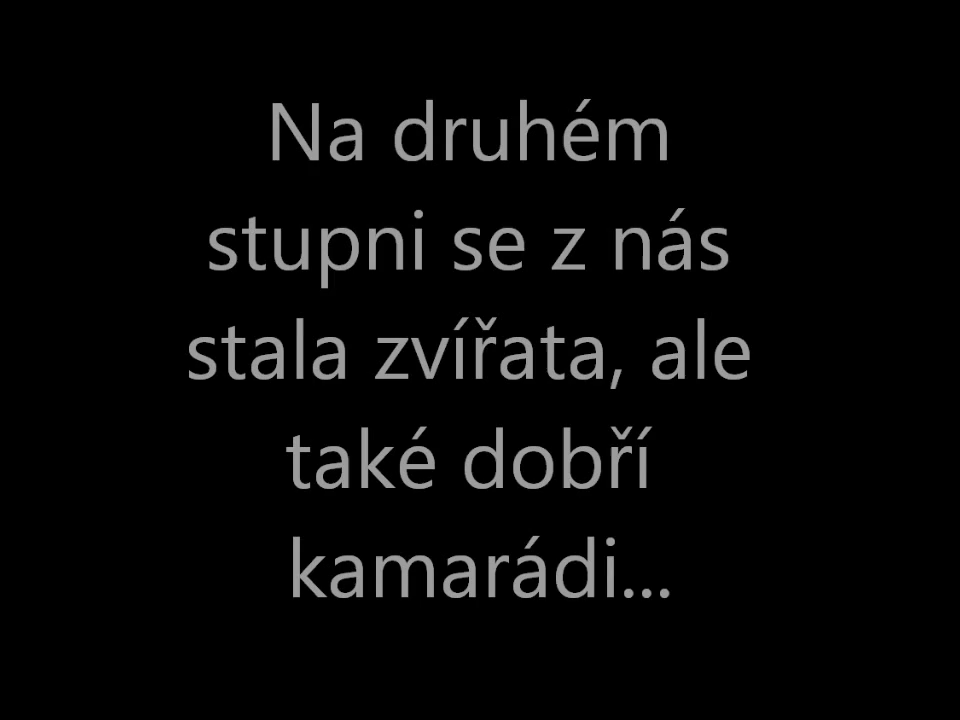 Na druhém
stupni se z nás
stala zvířata, ale
také dobří
kamarádi...